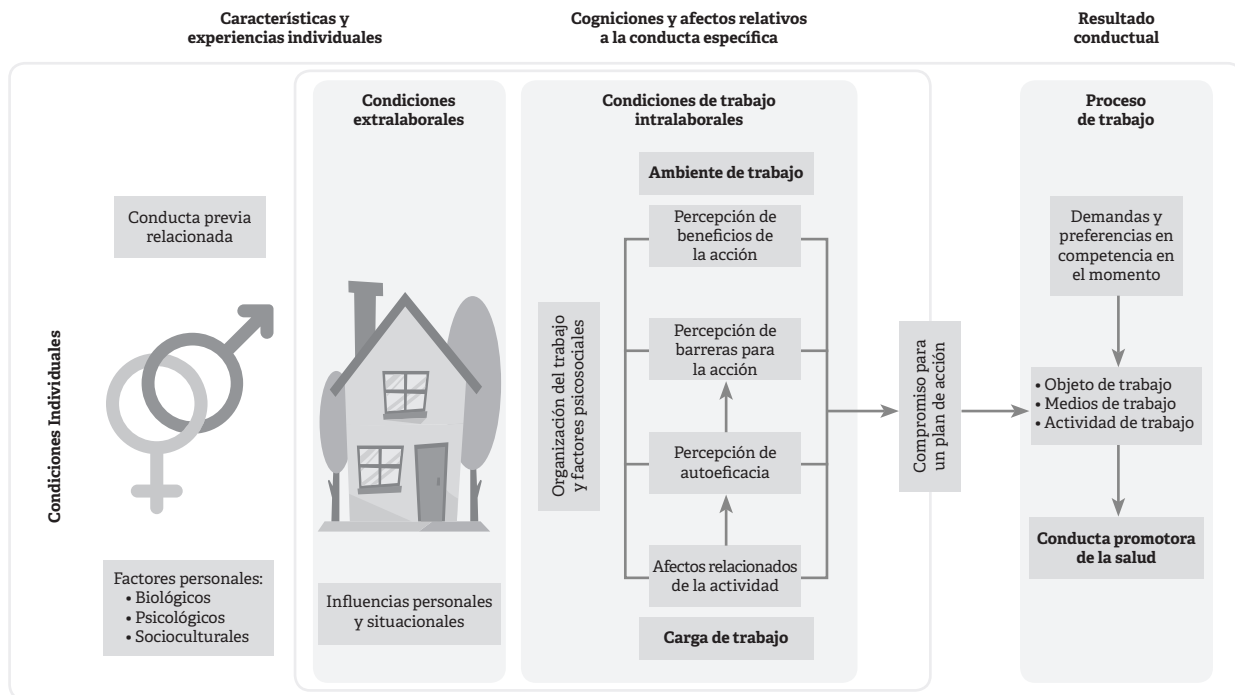 Características y
experiencias individuales
Cogniciones y afectos relativos
a la conducta específica
Resultado
conductual
Condiciones Individuales
Conducta previa
relacionada
Factores personales:
• Biológicos
• Psicológicos
• Socioculturales
Condiciones
extralaborales
Influencias personales
y situacionales
Condiciones de trabajo
intralaborales
Organización del trabajo
y factores psicosociales
Ambiente de trabajo
Percepción de
beneficios de
la acción
Percepción de
barreras para
la acción
Percepción de
autoeficacia
Afectos relacionados
de la actividad
Carga de trabajo
Compromiso para
un plan de acción
Proceso
de trabajo
Demandas y
preferencias en
competencia en
el momento
• Objeto de trabajo
• Medios de trabajo
• Actividad de trabajo
Conducta promotora
de la salud